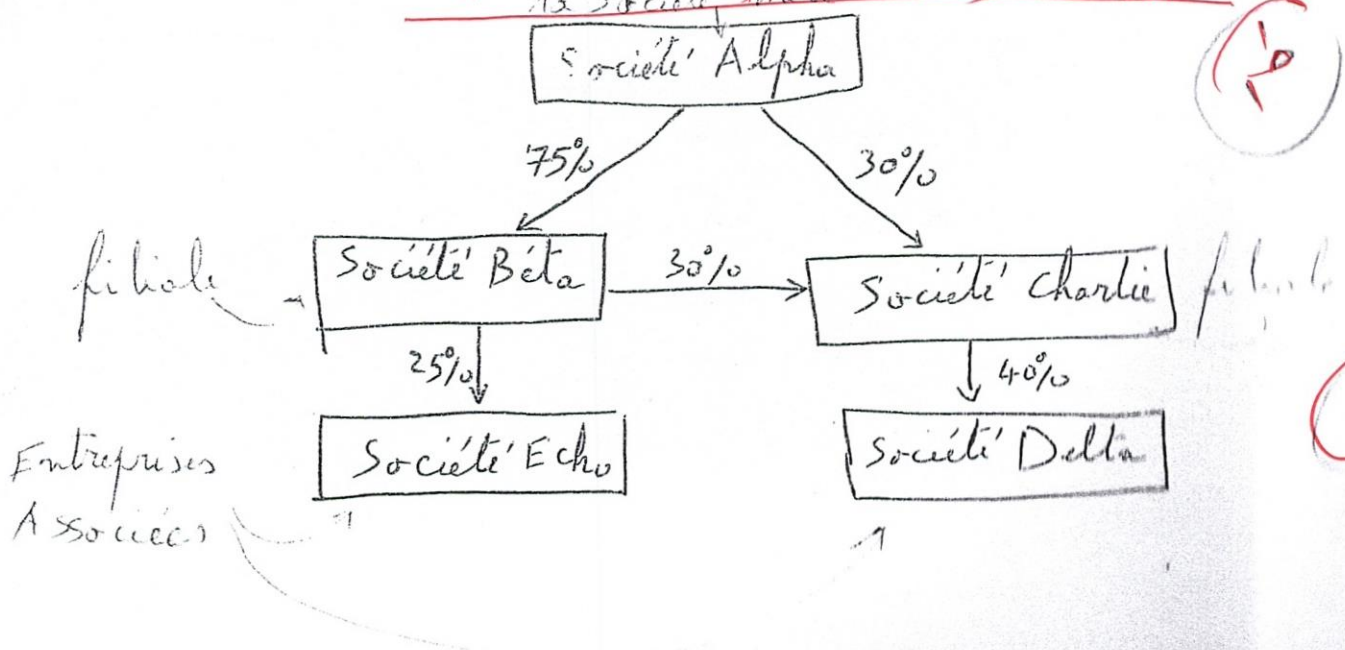 Société Alpha
75%
30%
filiale
Société Béta
30%
Société Charlie
25%
40%
Entreprises
Associées
Société Echo
Société Delta